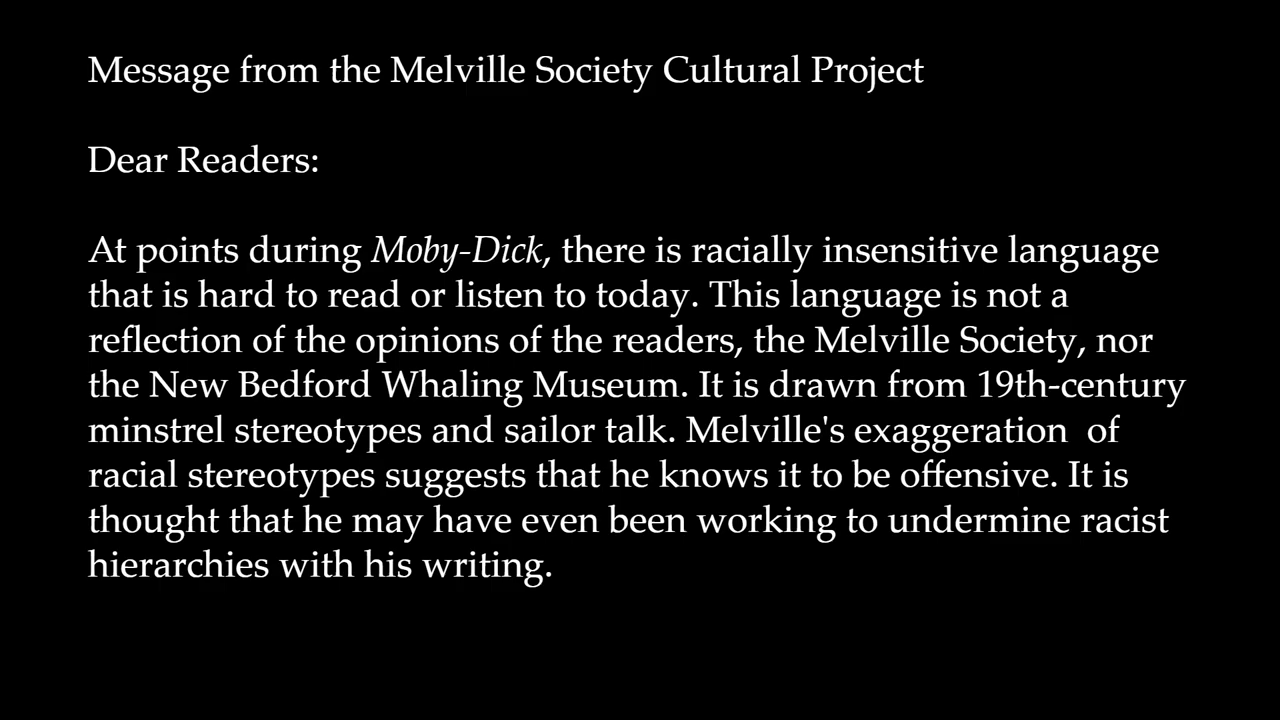 Message from the Melville Society Cultural Project
Dear Readers:
At points during Moby-Dick, there is racially insensitive language
that is hard to read or listen to today. This language is not a
reflection of the opinions of the readers, the Melville Society, nor
the New Bedford Whaling Museum. It is drawn from 19th-century
minstrel stereotypes and sailor talk. Melville's exaggeration  of
racial stereotypes suggests that he knows it to be offensive. It is
thought that he may have even been working to undermine racist
hierarchies with his writing.